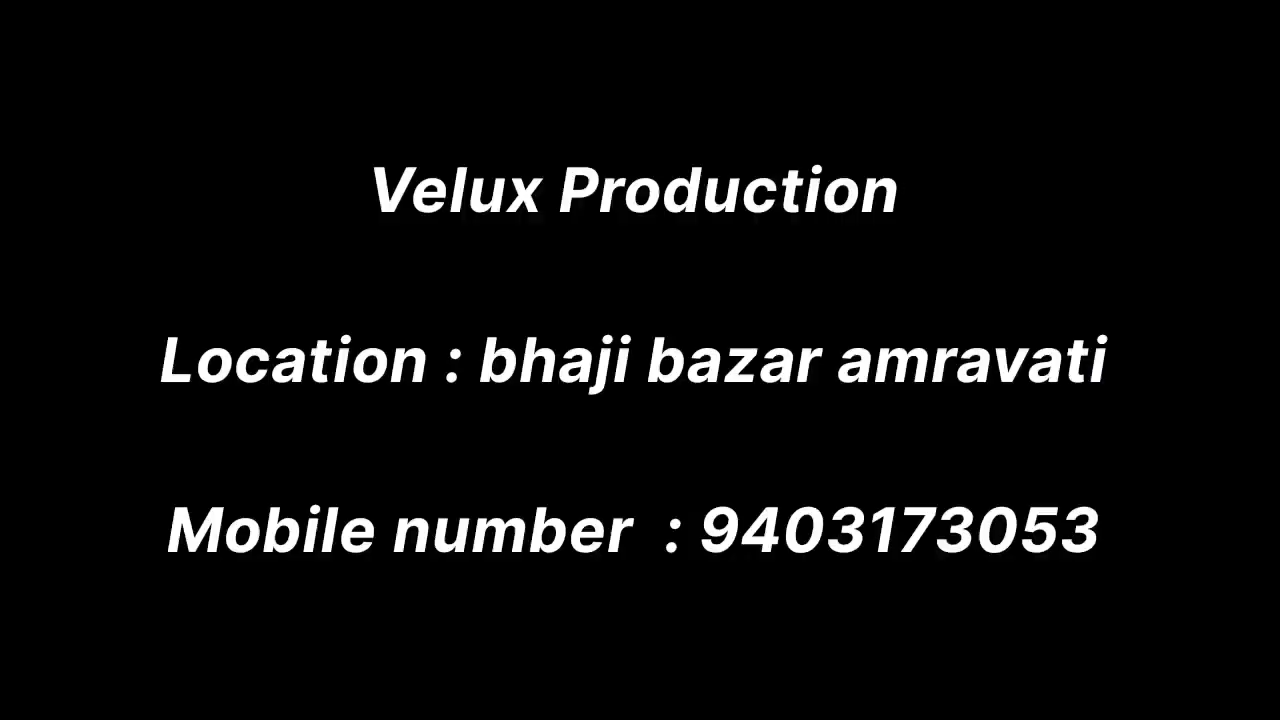 Velux Production
Location : bhaji bazar amravati
Mobile number  : 9403173053